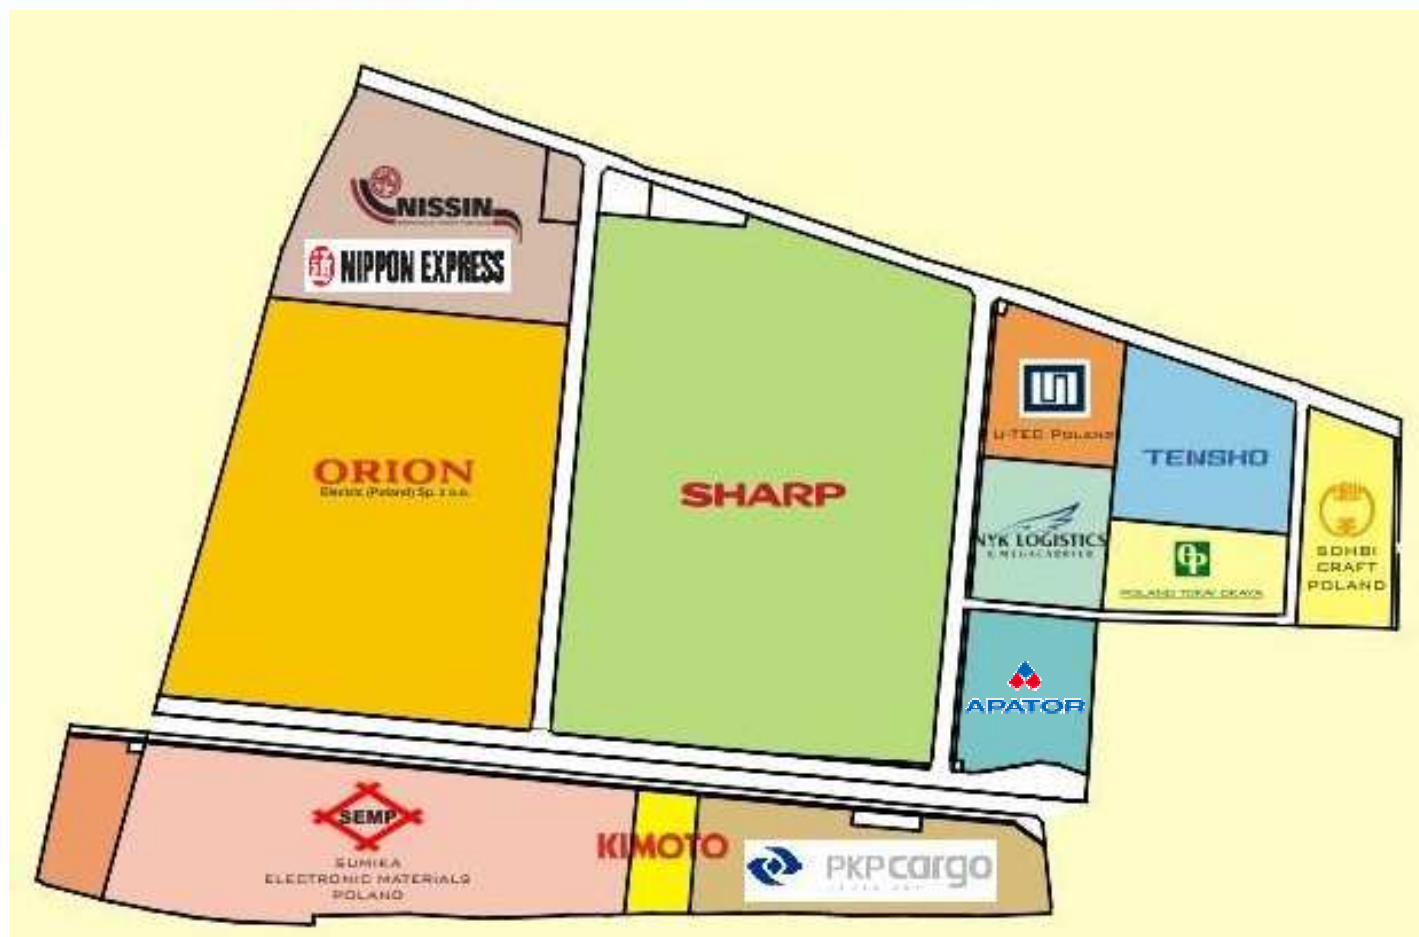 NISSIN
NIPPON EXPRESS
ORION
Electric (Poland) Sp. z o.o.
SHARP
U-TEC POLAND
TENSHO
NYK LOGISTICS
& MEGACARRIER
POLAND TOKAI OKAYA
SOHBI
CRAFT
POLAND
APATOR
SEMP
SUMIKA
ELECTRONIC MATERIALS
POLAND
KIMOTO
PKP cargo